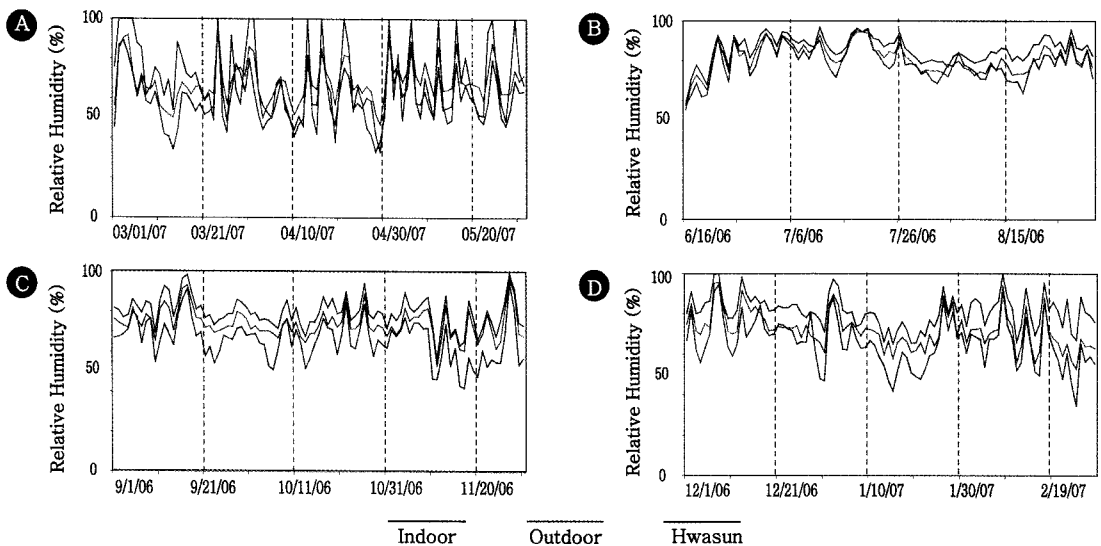 A
Relative Humidity (%)
100
50
0
03/01/07 03/21/07 04/10/07 04/30/07 05/20/07
B
Relative Humidity (%)
100
50
0
6/16/06 7/6/06 7/26/06 8/15/06
C
Relative Humidity (%)
100
50
0
9/1/06 9/21/06 10/11/06 10/31/06 11/20/06
D
Relative Humidity (%)
100
50
0
12/1/06 12/21/06 1/10/07 1/30/07 2/19/07
Indoor Outdoor Hwasun